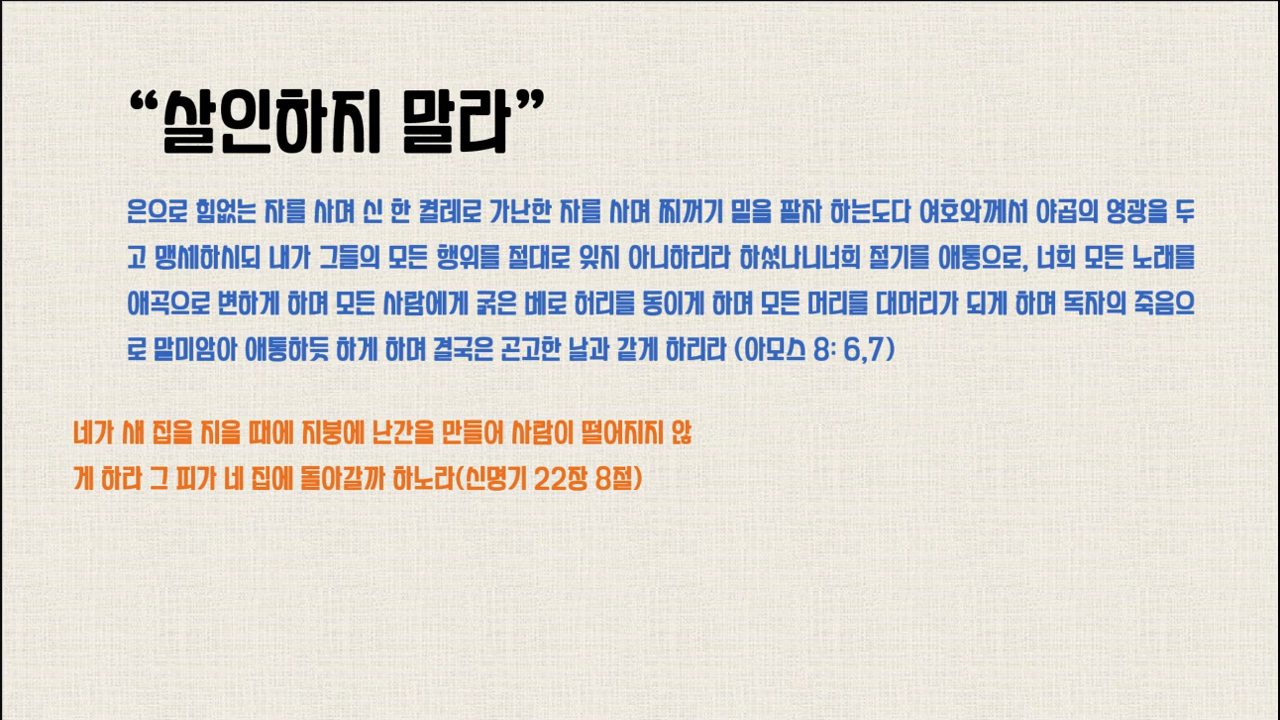 “살인하지 말라”
은으로 힘없는 자를 사며 신 한 켤레로 가난한 자를 사며 찌꺼기 밀을 팔자 하는도다 여호와께서 야곱의 영광을 두
고 맹세하시되 내가 그들의 모든 행위를 절대로 잊지 아니하리라 하셨나니너희 절기를 애통으로, 너희 모든 노래를
애곡으로 변하게 하며 모든 사람에게 굵은 베로 허리를 동이게 하며 모든 머리를 대머리가 되게 하며 독자의 죽음으
로 말미암아 애통하듯 하게 하며 결국은 곤고한 날과 같게 하리라 (아모스 8: 6,7)
네가 새 집을 지을 때에 지붕에 난간을 만들어 사람이 떨어지지 않
게 하라 그 피가 네 집에 돌아갈까 하노라(신명기 22장 8절)